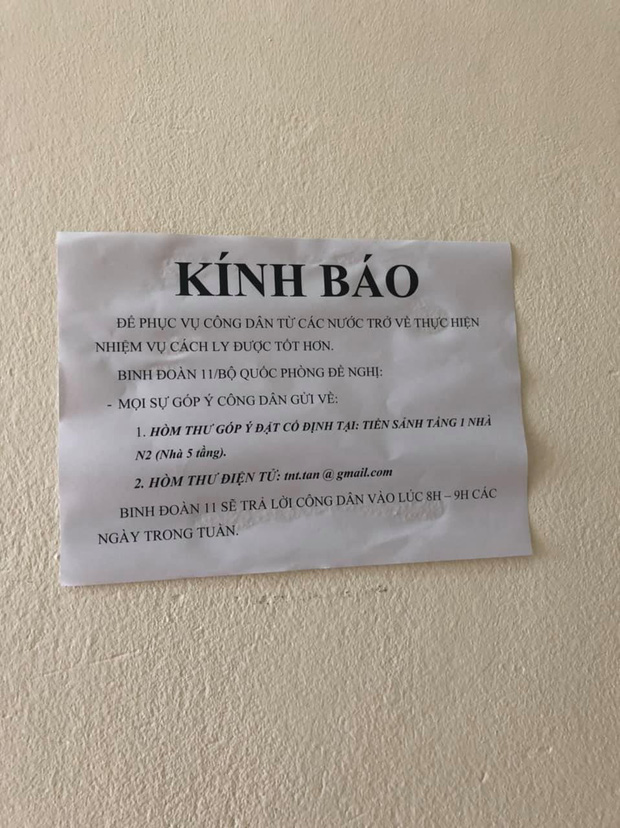 KÍNH BÁO
ĐỂ PHỤC VỤ CÔNG DÂN TỪ CÁC NƯỚC TRỞ VỀ THỰC HIỆN
NHIỆM VỤ CÁCH LY ĐƯỢC TỐT HƠN.
BINH ĐOÀN 11/BỘ QUỐC PHÒNG ĐỀ NGHỊ:
- MỌI SỰ GÓP Ý CÔNG DÂN GỬI VỀ:
1. HÒM THƯ GÓP Ý ĐẶT CỐ ĐỊNH TẠI: TIỀN SẢNH TẦNG 1 NHÀ
N2 (Nhà 5 tầng).
2. HÒM THƯ ĐIỆN TỬ: tnt.tan @ gmail.com
BINH ĐOÀN 11 SẼ TRẢ LỜI CÔNG DÂN VÀO LÚC 8H – 9H CÁC
NGÀY TRONG TUẦN.